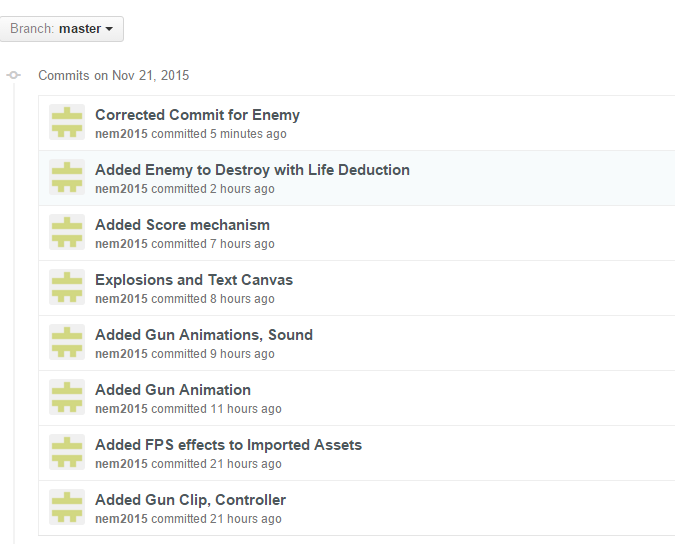 Branch: master
Commits on Nov 21, 2015
Corrected Commit for Enemy
nem2015 committed 5 minutes ago
Added Enemy to Destroy with Life Deduction
nem2015 committed 2 hours ago
Added Score mechanism
nem2015 committed 7 hours ago
Explosions and Text Canvas
nem2015 committed 8 hours ago
Added Gun Animations, Sound
nem2015 committed 9 hours ago
Added Gun Animation
nem2015 committed 11 hours ago
Added FPS effects to Imported Assets
nem2015 committed 21 hours ago
Added Gun Clip, Controller
nem2015 committed 21 hours ago